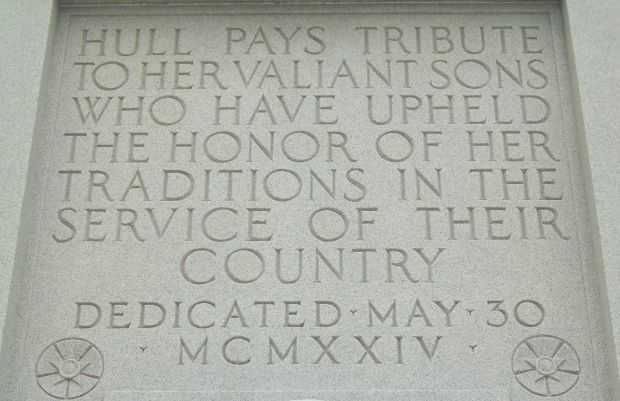 HULL PAYS TRIBUTE
TO HER VALIANT SONS
WHO HAVE UPHELD
THE HONOR OF HER
TRADITIONS IN THE
SERVICE OF THEIR
COUNTRY
DEDICATED · MAY · 30
· MCMXXIV ·